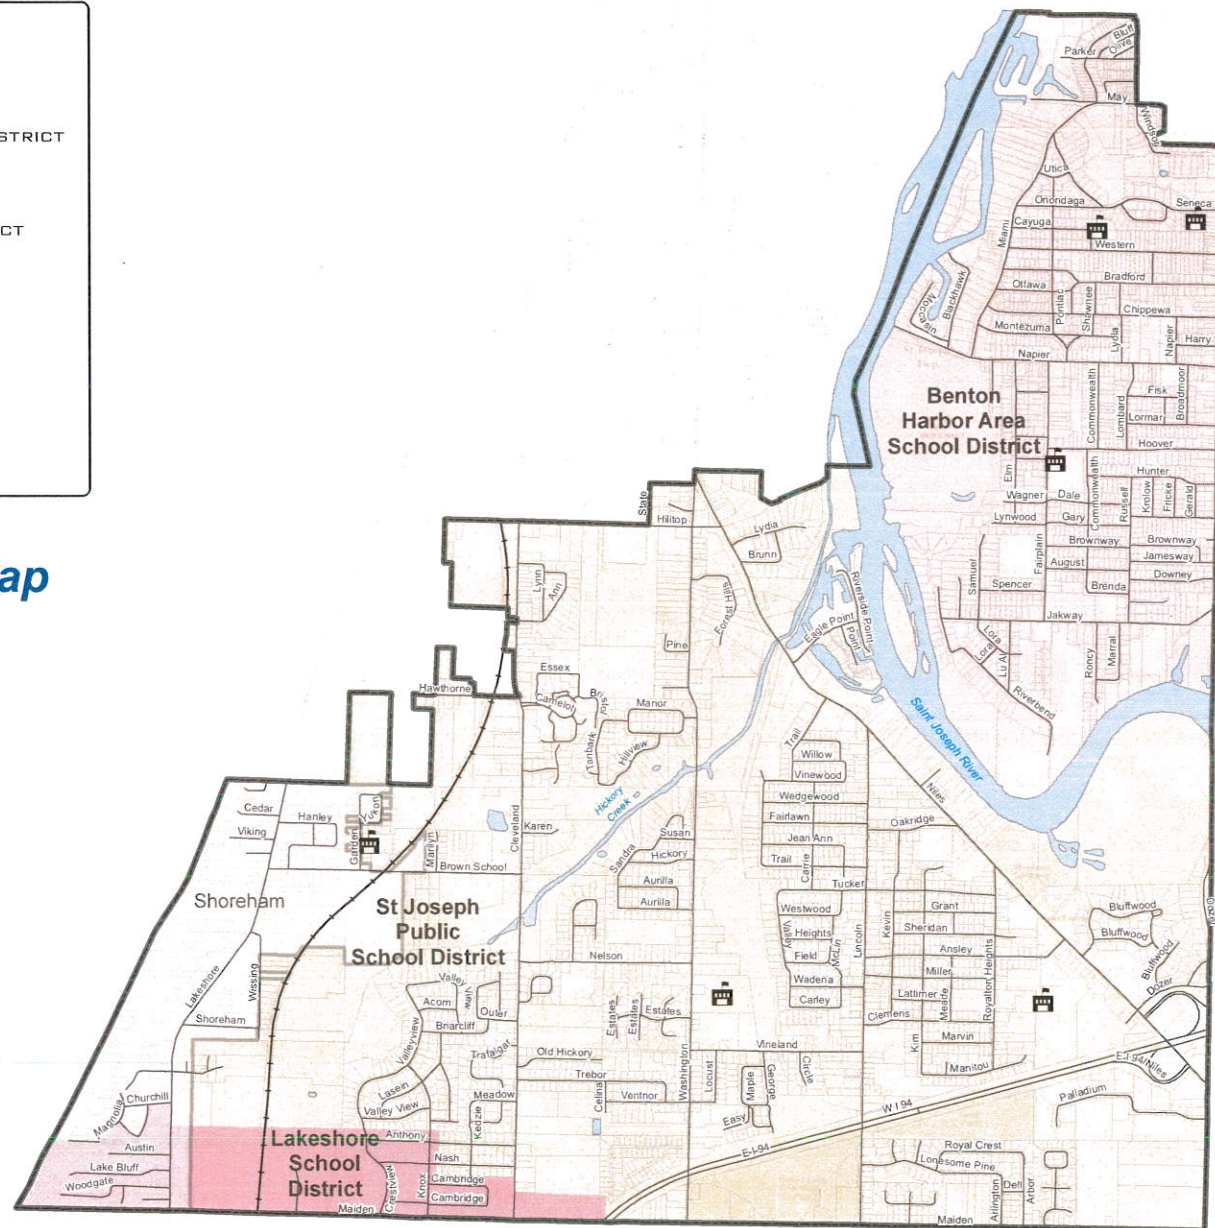 STRICT
CT
ap
Bluff
Olive
Parker
May
Windsor
Utica
Onondaga
Seneca
Cayuga
Miami
Western
Bradford
Ottawa
Blackhawk
Moccasin
Pontiac
Shawnee
Chippewa
Montezuma
Lydia
Napier
Harry
Napier
Benton
Harbor Area
School District
Commonwealth
Lombard
Fisk
Broadmoor
Lormar
Hoover
Elm
Hunter
Wagner
Dale
Commonwealth
Russell
Krolow
Fricke
Gerald
Lynwood
Gary
Fairplain
Brownway
Brownway
Jamesway
August
Downey
Samuel
Spencer
Brenda
Jakway
Lora
Lora
Lu Al
Roncy
Marral
Riverbend
State
Hilltop
Lydia
Brunn
Lynn
Ann
Forest Hills
Riverside Point
Eagle Point
Point
Pine
Saint Joseph River
Essex
Hawthorne
Camelot
Bristol
Manor
Tanbark
Hillview
Trail
Willow
Vinewood
Hickory
Creek
Wedgewood
Niles
Cedar
Yukon
Hanley
Viking
Garden
Marilyn
Cleveland
Karen
Fairlawn
Oakridge
Susan
Jean Ann
Sandra
Hickory
Trail
Carrie
Brown School
Aurilla
Tucker
Shoreham
St Joseph
Public
School District
Aurilla
Westwood
Grant
Kevin
Sheridan
Bluffwood
Bluffwood
Dozer
Valley
Heights
McLin
Lincoln
Field
Ansley
Nelson
Royalton Heights
Bluffwood
Miller
Wadena
Lakeshore
Wissing
Valley View
Acorn
Outer
Carley
Lattimer
Meade
Dozer
Shoreham
Briarcliff
Estates
Estates
Estates
Clemens
Valleyview
Trafalgar
Old Hickory
Vineland
Kim
Marvin
Washington
Locust
Maple
George
Circle
Manitou
E-I 94/Niles
Trebor
Lasein
Meadow
Celina
Ventnor
Palladium
Churchill
Magnolia
Valley View
Kedzie
Easy
W I 94
Anthony
Lakeshore
School
District
Austin
Nash
E-I-94
Royal Crest
Lake Bluff
Lonesome Pine
Woodgate
Crestview
Knox
Cambridge
Cambridge
Arlington
Dell
Arbor
Maiden
Maiden